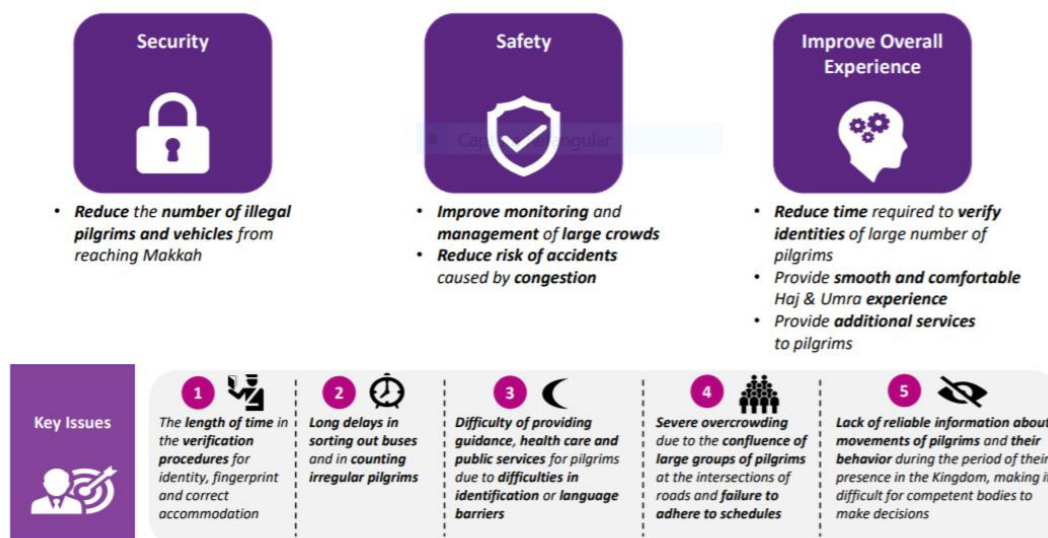 Security
• Reduce the number of illegal
pilgrims and vehicles from
reaching Makkah
Safety
• Improve monitoring and
management of large crowds
• Reduce risk of accidents
caused by congestion
Improve Overall
Experience
• Reduce time required to verify
identities of large number of
pilgrims
• Provide smooth and comfortable
Haj & Umra experience
• Provide additional services
to pilgrims
Key Issues
1
The length of time in
the verification
procedures for
identity, fingerprint
and correct
accommodation
2
Long delays in
sorting out buses
and in counting
irregular pilgrims
3
Difficulty of providing
guidance, health care and
public services for pilgrims
due to difficulties in
identification or language
barriers
4
Severe overcrowding
due to the confluence of
large groups of pilgrims
at the intersections of
roads and failure to
adhere to schedules
5
Lack of reliable information about
movements of pilgrims and their
behavior during the period of their
presence in the Kingdom, making it
difficult for competent bodies to
make decisions